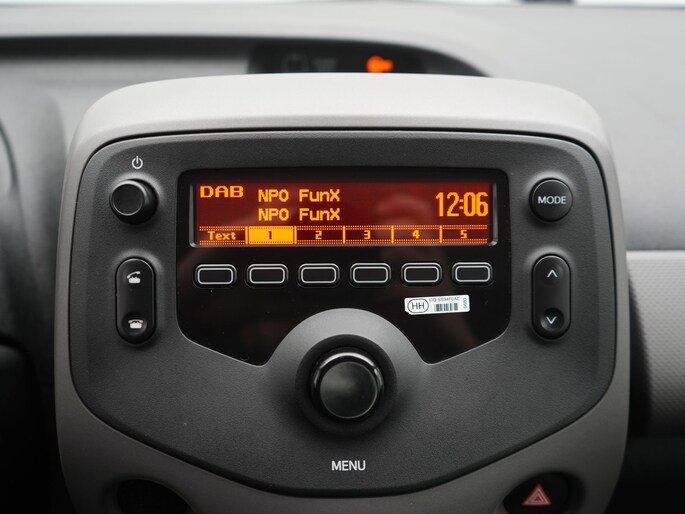 DAB NPO FunX 12:06
NPO FunX
Text 1 2 3 4 5
MODE
HH
MENU